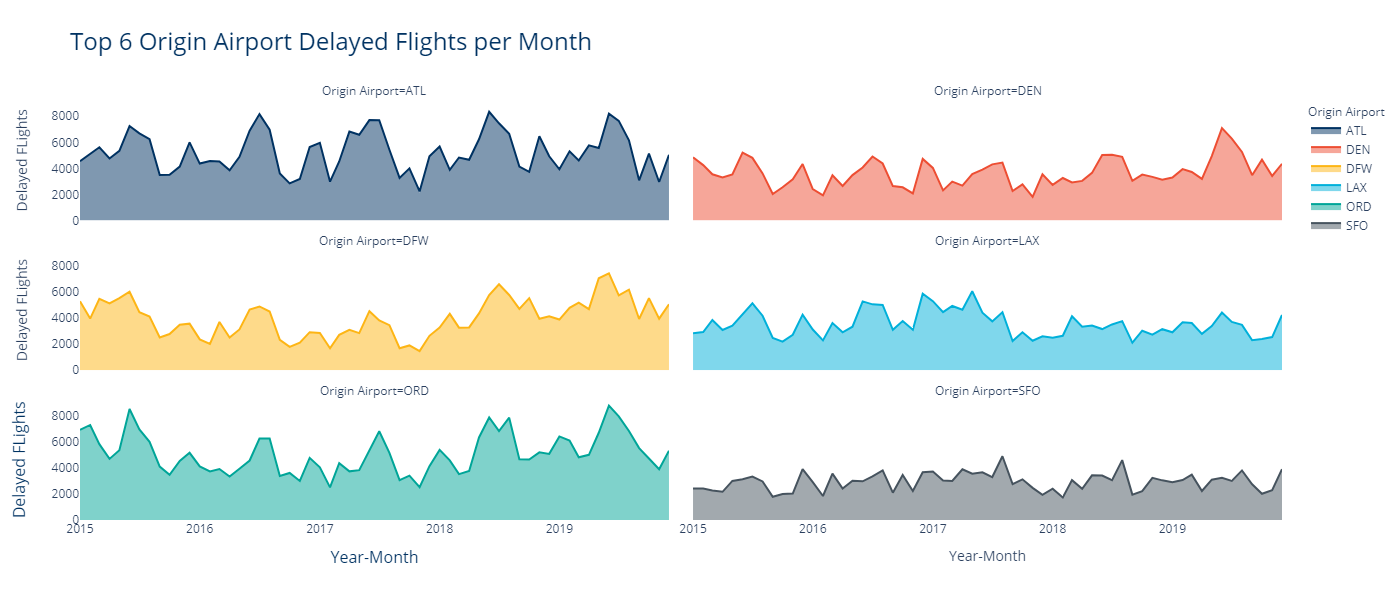 Top 6 Origin Airport Delayed Flights per Month
Origin Airport=ATL
Origin Airport=DEN
Delayed FLights
8000
6000
4000
2000
0
Origin Airport
ATL
DEN
DFW
LAX
ORD
SFO
Origin Airport=DFW
Origin Airport=LAX
Delayed FLights
8000
6000
4000
2000
0
Origin Airport=ORD
Origin Airport=SFO
Delayed FLights
8000
6000
4000
2000
0
2015 2016 2017 2018 2019
2015 2016 2017 2018 2019
Year-Month
Year-Month